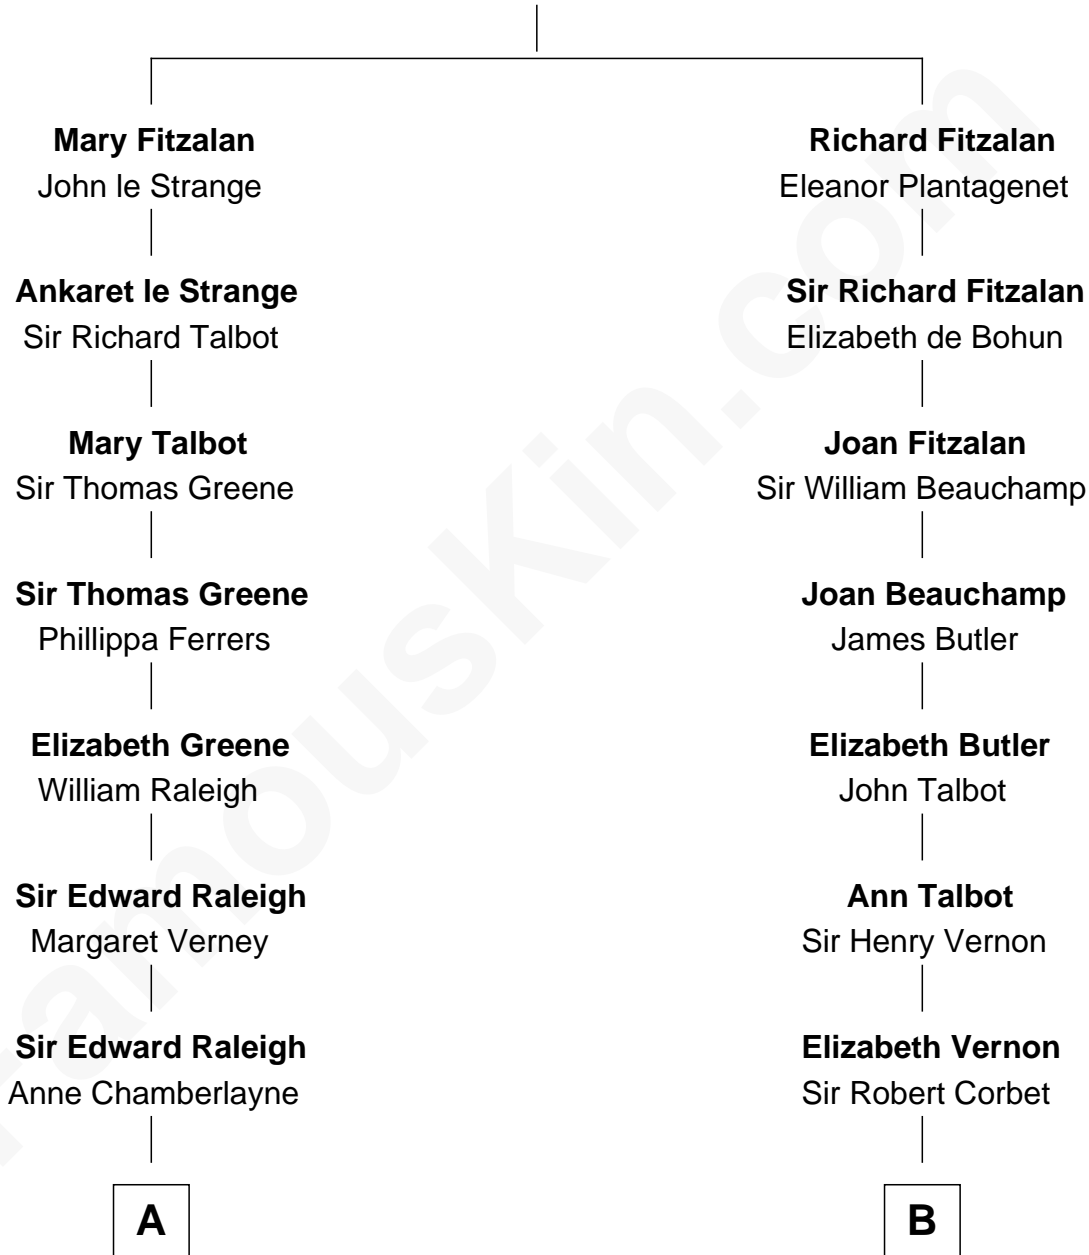 Mary Fitzalan
John le Strange
Richard Fitzalan
Eleanor Plantagenet
Ankaret le Strange
Sir Richard Talbot
Sir Richard Fitzalan
Elizabeth de Bohun
Mary Talbot
Sir Thomas Greene
Joan Fitzalan
Sir William Beauchamp
Sir Thomas Greene
Phillippa Ferrers
Joan Beauchamp
James Butler
Elizabeth Greene
William Raleigh
Elizabeth Butler
John Talbot
Sir Edward Raleigh
Margaret Verney
Ann Talbot
Sir Henry Vernon
Sir Edward Raleigh
Anne Chamberlayne
Elizabeth Vernon
Sir Robert Corbet
A
B
FamousKin.com